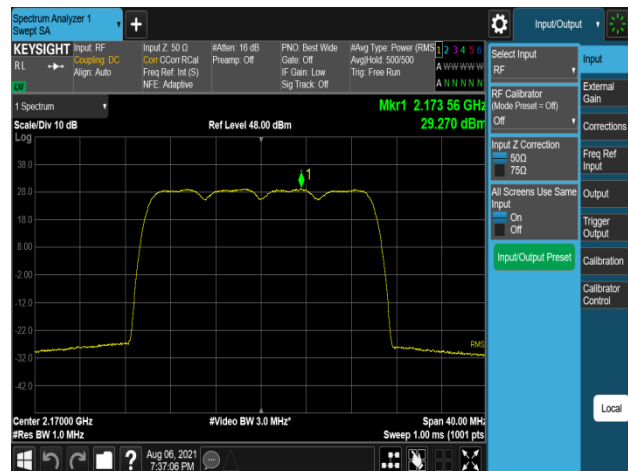 Spectrum Analyzer 1
Swept SA
Input/Output
KEYSIGHT
RL
LXI
Input: RF
Coupling: DC
Align: Auto
Input Z: 50 Ω
Corr CCorr RCal
Freq Ref: Int (S)
NFE: Adaptive
#Atten: 16 dB
Preamp: Off
PNO: Best Wide
Gate: Off
IF Gain: Low
Sig Track: Off
#Avg Type: Power (RMS
Avg|Hold: 500/500
Trig: Free Run
1 2 3 4 5 6
A W W W W W
A N N N N N
1 Spectrum
Scale/Div 10 dB
Log
Ref Level 48.00 dBm
Mkr1 2.173 56 GHz
29.270 dBm
38.0
28.0
18.0
8.00
-2.00
-12.0
-22.0
-32.0
-42.0
1
RMS
Center 2.17000 GHz
#Res BW 1.0 MHz
#Video BW 3.0 MHz*
Span 40.00 MHz
Sweep 1.00 ms (1001 pts
Select Input
RF
RF Calibrator
(Mode Preset = Off)
Off
Input Z Correction
50Ω
75Ω
All Screens Use Same
Input
On
Off
Input/Output Preset
Input
External
Gain
Corrections
Freq Ref
Input
Output
Trigger
Output
Calibration
Calibrator
Control
Local
?
Aug 06, 2021
7:37:06 PM